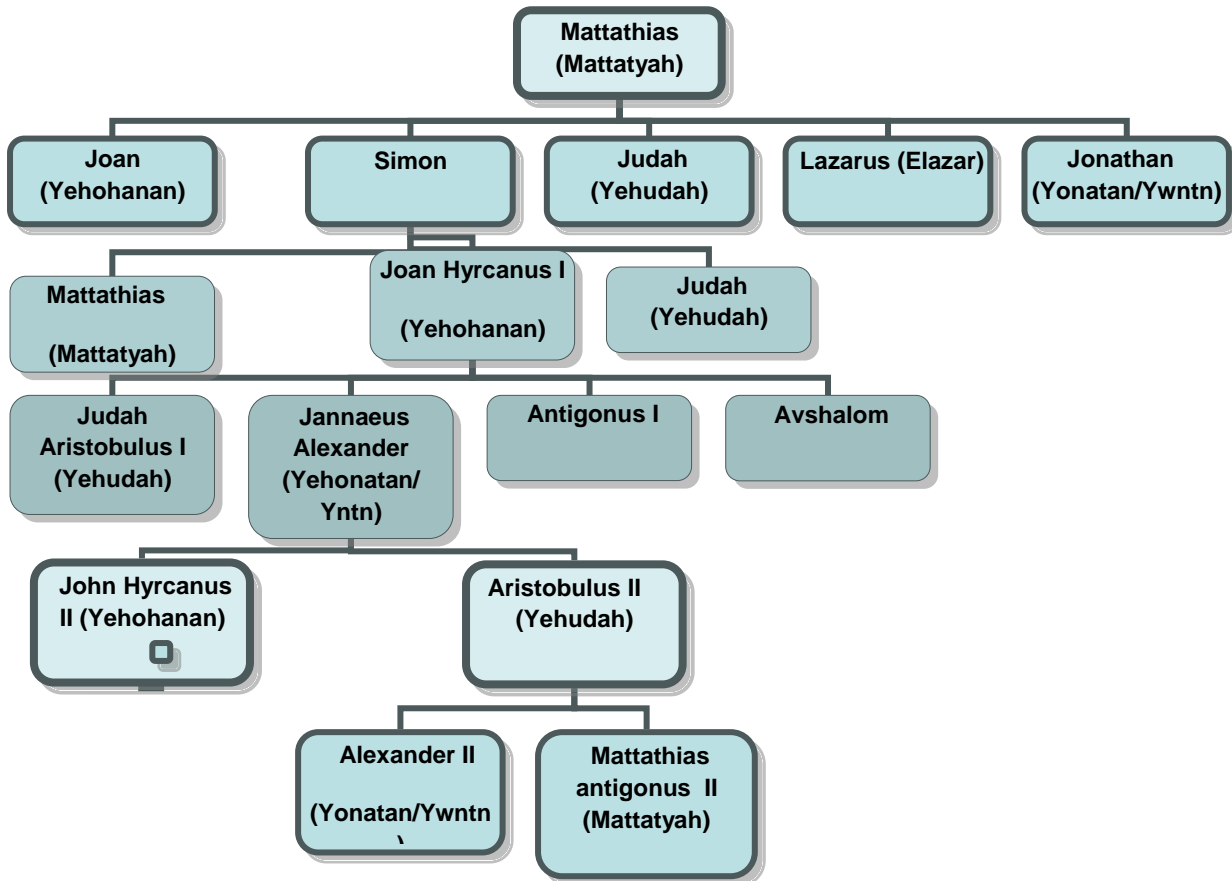 Mattathias
(Mattatyah)
Joan
(Yehohanan)
Simon
Judah
(Yehudah)
Lazarus (Elazar)
Jonathan
(Yonatan/Ywntn)
Mattathias
(Mattatyah)
Joan Hyrcanus I
(Yehohanan)
Judah
(Yehudah)
Judah
Aristobulus I
(Yehudah)
Jannaeus
Alexander
(Yehonatan/
Yntn)
Antigonus I
Avshalom
John Hyrcanus
II (Yehohanan)
Aristobulus II
(Yehudah)
Alexander II
(Yonatan/Ywntn
)
Mattathias
antigonus  II
(Mattatyah)